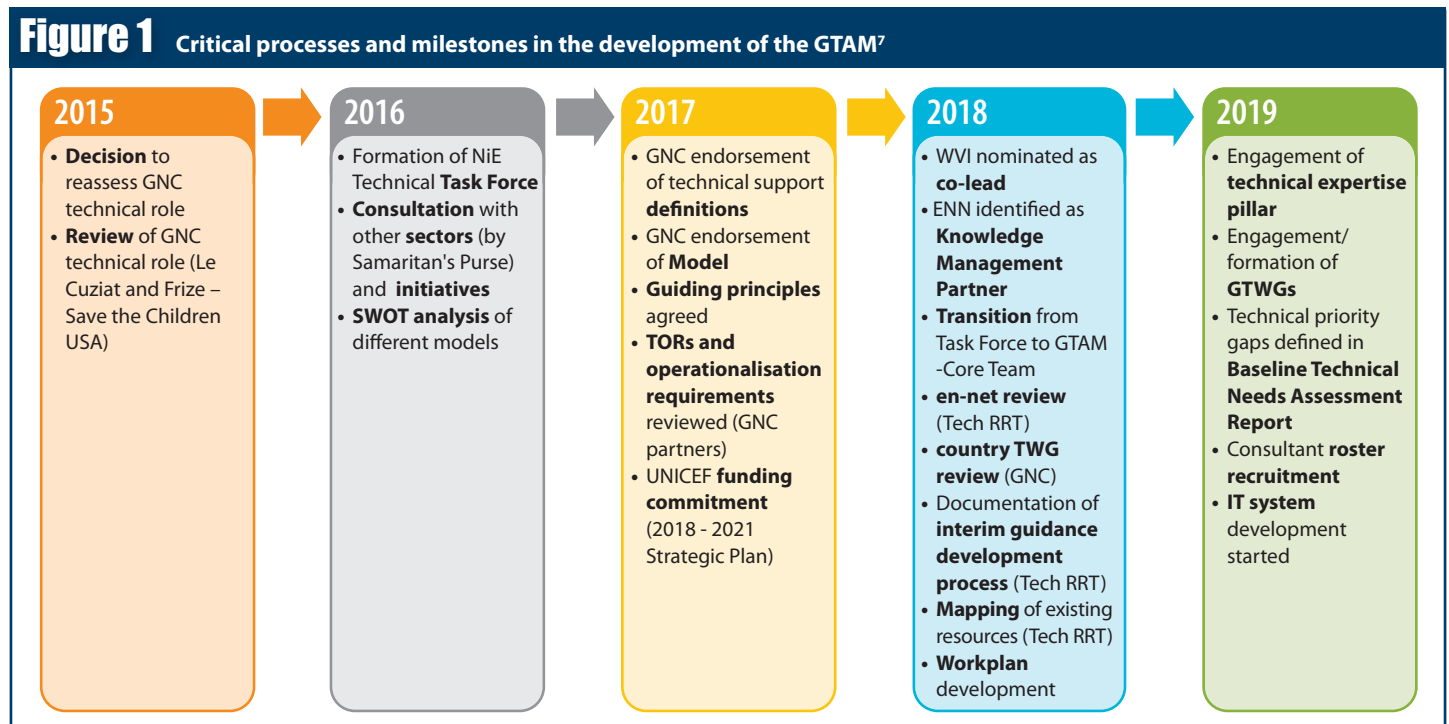 Figure 1 Critical processes and milestones in the development of the GTAM⁷
2015
• Decision to
reassess GNC
technical role
• Review of GNC
technical role (Le
Cuziat and Frize –
Save the Children
USA)
2016
• Formation of NiE
Technical Task Force
• Consultation with
other sectors (by
Samaritan's Purse)
and initiatives
• SWOT analysis of
different models
2017
• GNC endorsement
of technical support
definitions
• GNC endorsement
of Model
• Guiding principles
agreed
• TORs and
operationalisation
requirements
reviewed (GNC
partners)
• UNICEF funding
commitment
(2018 - 2021
Strategic Plan)
2018
• WVI nominated as
co-lead
• ENN identified as
Knowledge
Management
Partner
• Transition from
Task Force to GTAM
-Core Team
• en-net review
(Tech RRT)
• country TWG
review (GNC)
• Documentation of
interim guidance
development
process (Tech RRT)
• Mapping of existing
resources (Tech RRT)
• Workplan
development
2019
• Engagement of
technical expertise
pillar
• Engagement/
formation of
GTWGs
• Technical priority
gaps defined in
Baseline Technical
Needs Assessment
Report
• Consultant roster
recruitment
• IT system
development
started